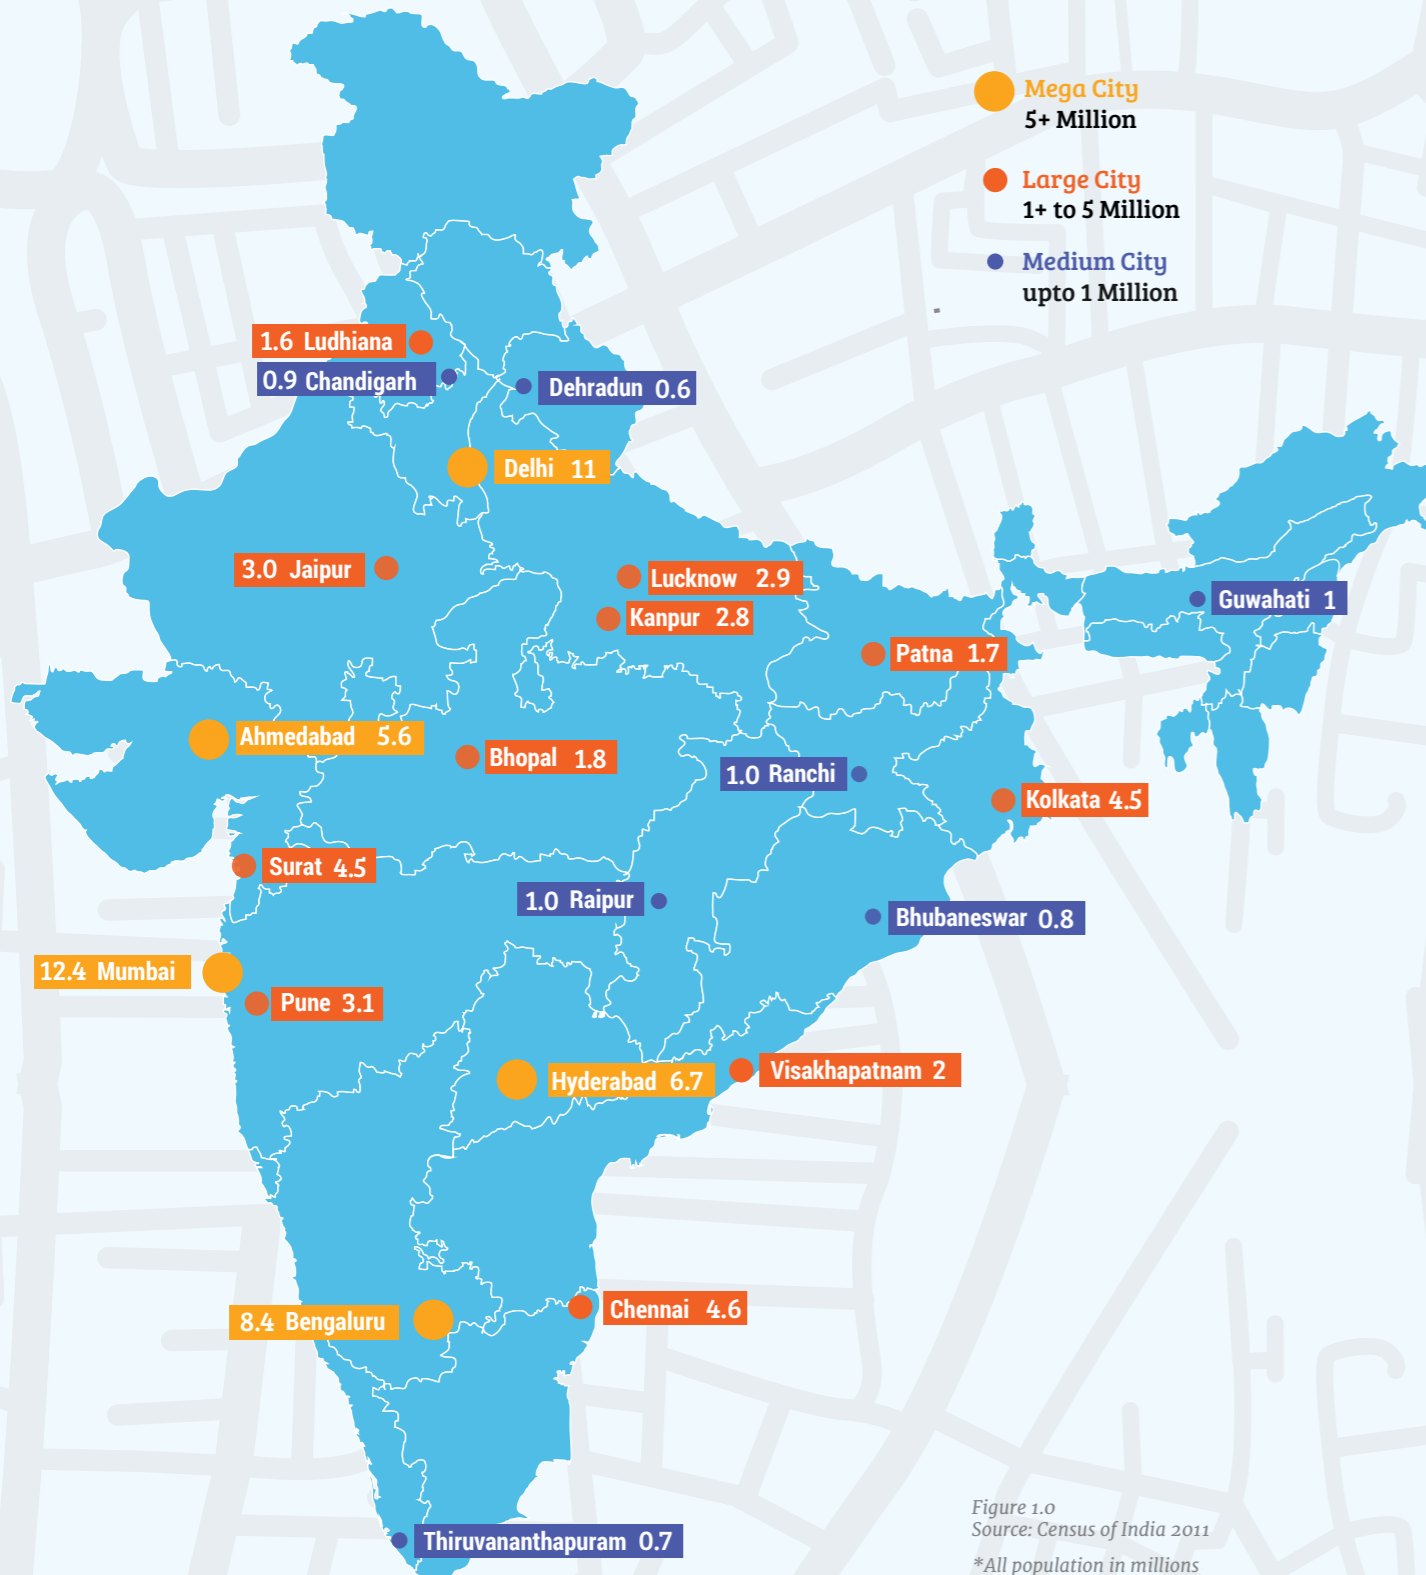 Mega City
5+ Million
Large City
1+ to 5 Million
Medium City
upto 1 Million
1.6 Ludhiana
0.9 Chandigarh
Dehradun 0.6
Delhi 11
3.0 Jaipur
Lucknow 2.9
Kanpur 2.8
Guwahati 1
Patna 1.7
Ahmedabad 5.6
Bhopal 1.8
1.0 Ranchi
Kolkata 4.5
Surat 4.5
1.0 Raipur
Bhubaneswar 0.8
12.4 Mumbai
Pune 3.1
Hyderabad 6.7
Visakhapatnam 2
8.4 Bengaluru
Chennai 4.6
Thiruvananthapuram 0.7
Figure 1.0
Source: Census of India 2011
*All population in millions